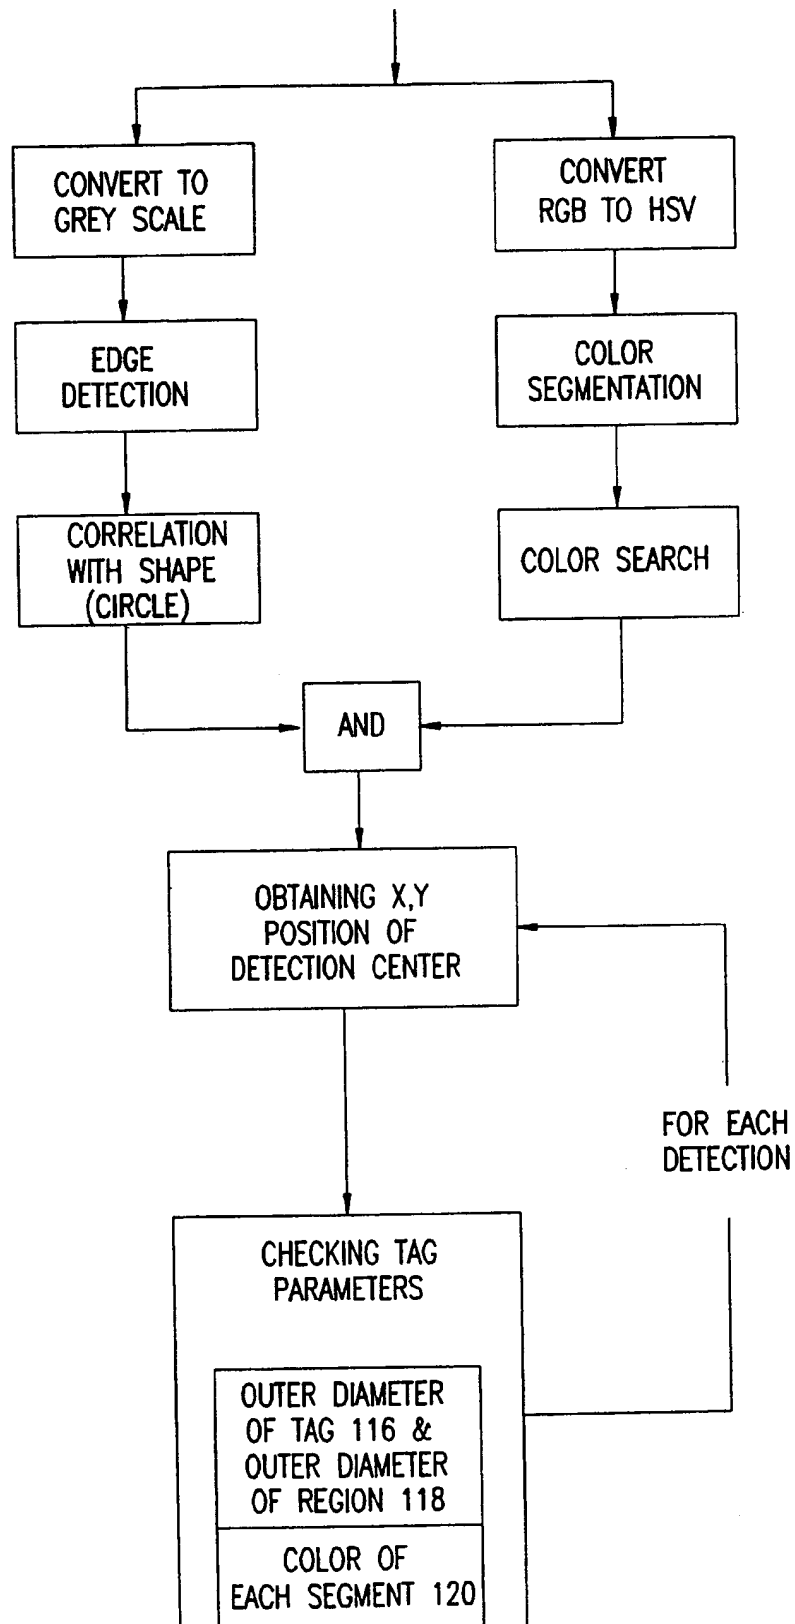 CONVERT TO
GREY SCALE
CONVERT
RGB TO HSV
EDGE
DETECTION
COLOR
SEGMENTATION
CORRELATION
WITH SHAPE
(CIRCLE)
COLOR SEARCH
AND
OBTAINING X,Y
POSITION OF
DETECTION CENTER
FOR EACH
DETECTION
CHECKING TAG
PARAMETERS
OUTER DIAMETER
OF TAG 116 &
OUTER DIAMETER
OF REGION 118
COLOR OF
EACH SEGMENT 120